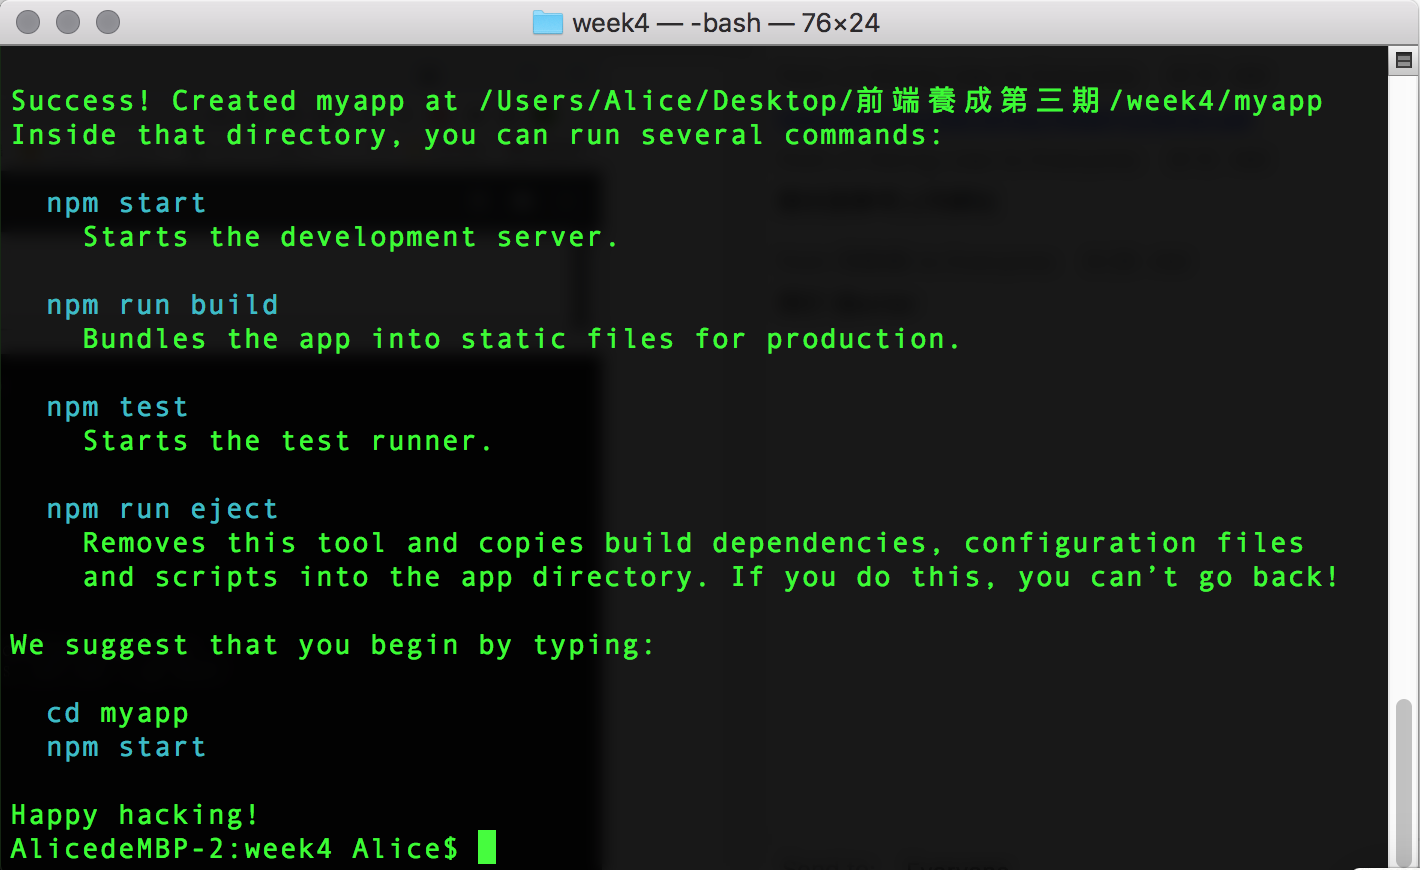 week4 — -bash — 76×24
Success! Created myapp at /Users/Alice/Desktop/前端養成第三期/week4/myapp
Inside that directory, you can run several commands:
npm start
Starts the development server.
npm run build
Bundles the app into static files for production.
npm test
Starts the test runner.
npm run eject
Removes this tool and copies build dependencies, configuration files
and scripts into the app directory. If you do this, you can’t go back!
We suggest that you begin by typing:
cd myapp
npm start
Happy hacking!
AlicedeMBP-2:week4 Alice$